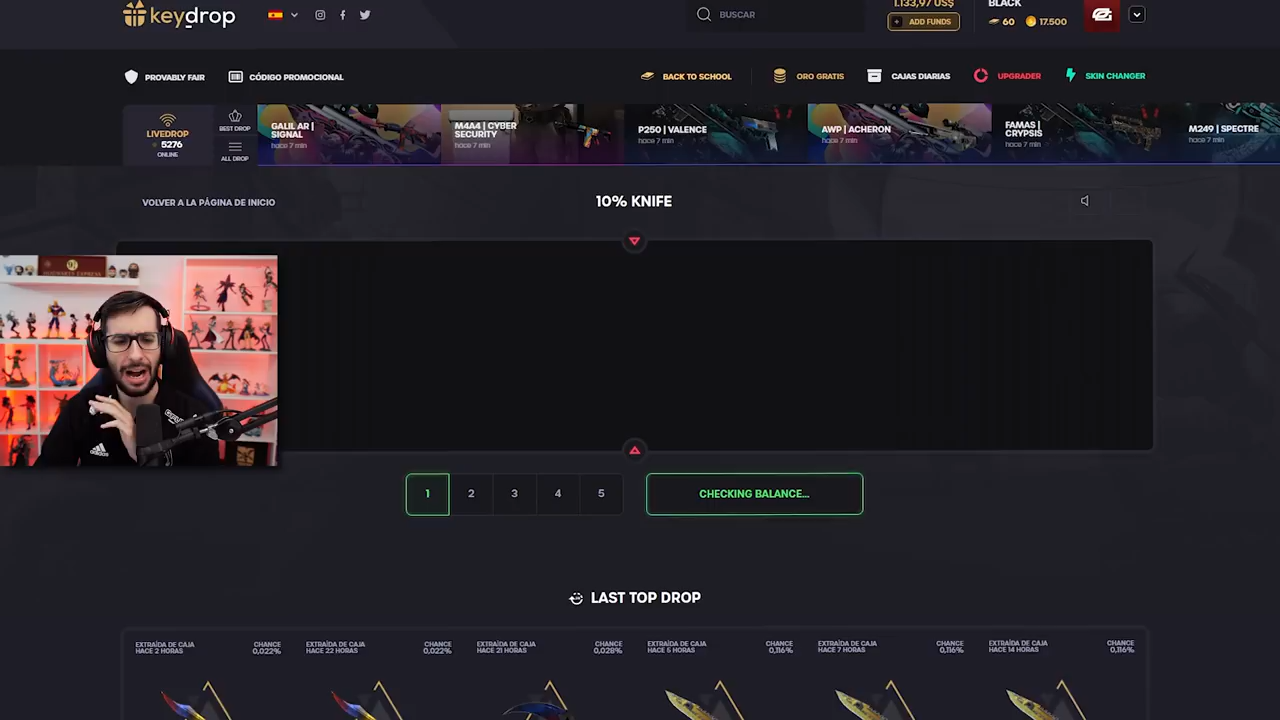 keydrop
BUSCAR
1.133,97 US$
ADD FUNDS
BLACK
60
17.500
PROVABLY FAIR
CÓDIGO PROMOCIONAL
BACK TO SCHOOL
ORO GRATIS
CAJAS DIARIAS
UPGRADER
SKIN CHANGER
LIVEDROP
5276
ONLINE
BEST DROP
ALL DROP
GALIL AR |
SIGNAL
hace 7 min
M4A4 | CYBER
SECURITY
hace 7 min
P250 | VALENCE
hace 7 min
AWP | ACHERON
hace 7 min
FAMAS |
CRYPSIS
hace 7 min
M249 | SPECTRE
hace 7 min
VOLVER A LA PÁGINA DE INICIO
10% KNIFE
HOGWARTS EXPRESS
adidas
1
2
3
4
5
CHECKING BALANCE...
LAST TOP DROP
EXTRAÍDA DE CAJA
HACE 2 HORAS
CHANCE
0,022%
EXTRAÍDA DE CAJA
HACE 22 HORAS
CHANCE
0,022%
EXTRAÍDA DE CAJA
HACE 21 HORAS
CHANCE
0,028%
EXTRAÍDA DE CAJA
HACE 5 HORAS
CHANCE
0,116%
EXTRAÍDA DE CAJA
HACE 7 HORAS
CHANCE
0,116%
EXTRAÍDA DE CAJA
HACE 14 HORAS
CHANCE
0,116%